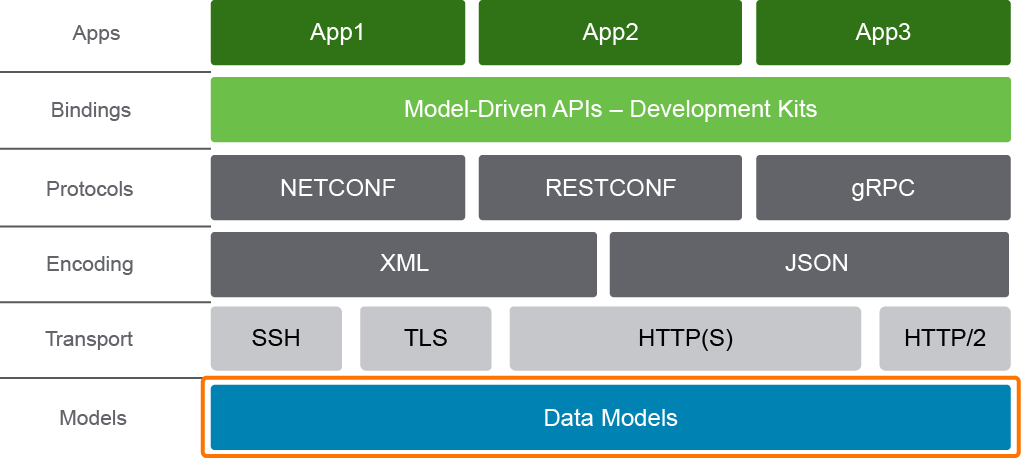 Apps App1 App2 App3
Bindings Model-Driven APIs – Development Kits
Protocols NETCONF RESTCONF gRPC
Encoding XML JSON
Transport SSH TLS HTTP(S) HTTP/2
Models Data Models